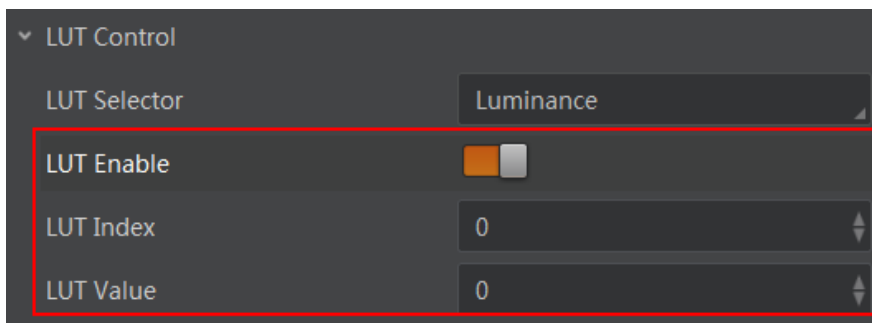 LUT Control
LUT Selector Luminance
LUT Enable
LUT Index 0
LUT Value 0